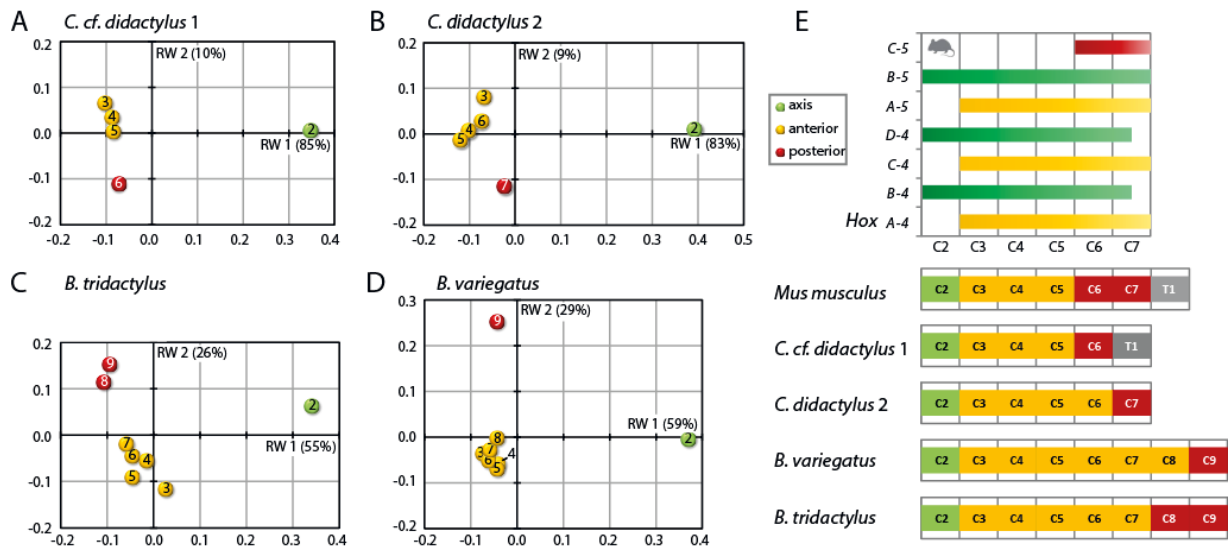 A
C. cf. didactylus 1
0.2
0.1
0.0
-0.1
-0.2
-0.2 -0.1 0.0 0.1 0.2 0.3 0.4
RW 2 (10%)
RW 1 (85%)
3
4
5
6
2
B
C. didactylus 2
0.2
0.1
0.0
-0.1
-0.2
-0.2 -0.1 0.0 0.1 0.2 0.3 0.4 0.5
RW 2 (9%)
RW 1 (83%)
3
6
4
5
7
2
axis
anterior
posterior
C
B. tridactylus
0.2
0.1
0.0
-0.1
-0.2
-0.2 -0.1 0.0 0.1 0.2 0.3 0.4
RW 2 (26%)
RW 1 (55%)
9
8
7
6
4
5
3
2
D
B. variegatus
0.3
0.2
0.1
0.0
-0.1
-0.2
-0.2 -0.1 0.0 0.1 0.2 0.3 0.4
RW 2 (29%)
RW 1 (59%)
9
8
7
3
6
4
5
2
E
C-5
B-5
A-5
D-4
C-4
B-4
Hox A-4
C2 C3 C4 C5 C6 C7
Mus musculus C2 C3 C4 C5 C6 C7 T1
C. cf. didactylus 1 C2 C3 C4 C5 C6 T1
C. didactylus 2 C2 C3 C4 C5 C6 C7
B. variegatus C2 C3 C4 C5 C6 C7 C8 C9
B. tridactylus C2 C3 C4 C5 C6 C7 C8 C9